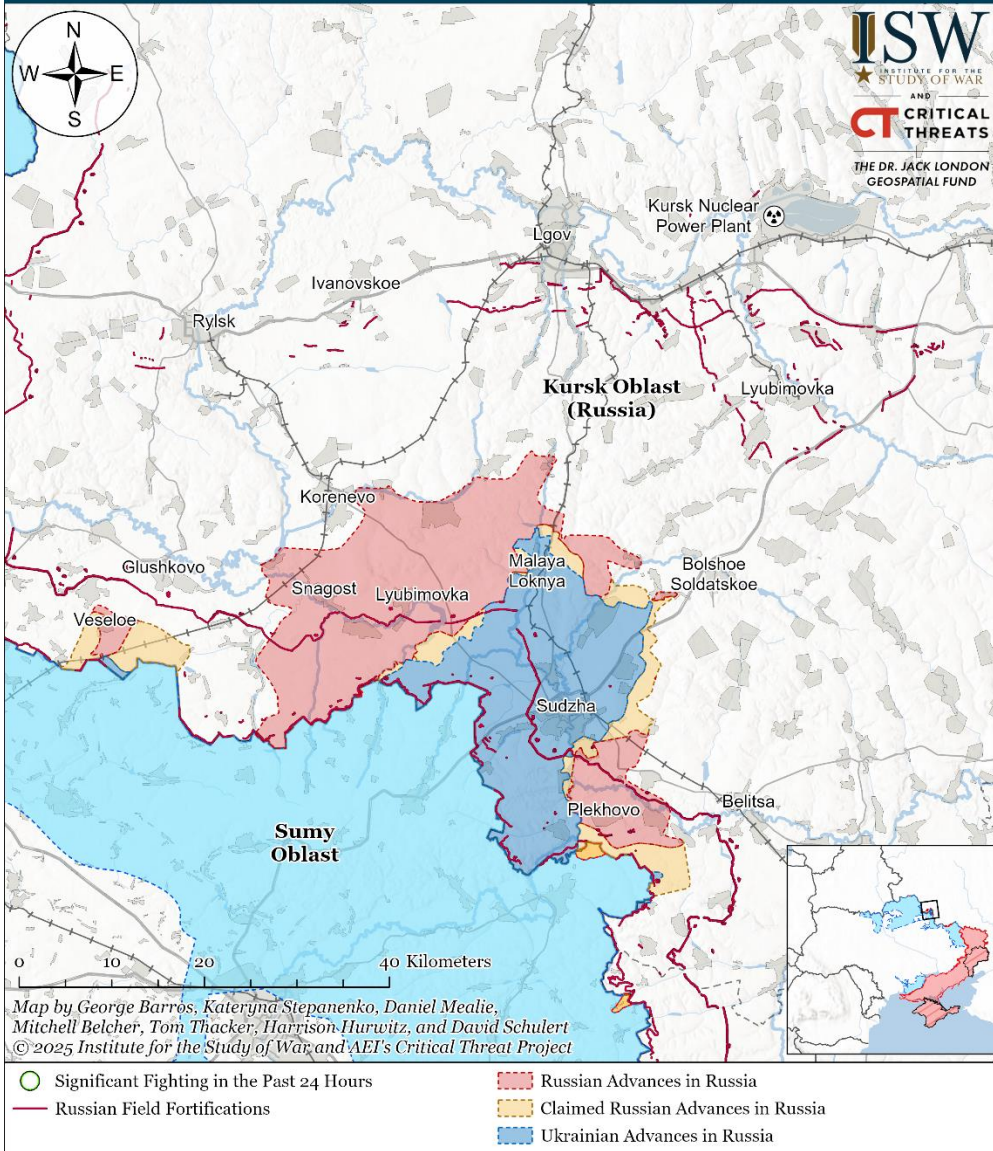 N
W E
S
ISW
INSTITUTE FOR THE
STUDY OF WAR
AND
CT CRITICAL
THREATS
THE DR. JACK LONDON
GEOSPATIAL FUND
Kursk Nuclear
Power Plant
Lgov
Ivanovskoe
Rylsk
Kursk Oblast
(Russia)
Lyubimovka
Korenevo
Glushkovo
Malaya
Loknya
Bolshoe
Soldatskoe
Snagost
Lyubimovka
Veseloe
Sudzha
Plekhovo
Belitsa
Sumy
Oblast
0 10 20 40 Kilometers
Map by George Barros, Kateryna Stepanenko, Daniel Mealie,
Mitchell Belcher, Tom Thacker, Harrison Hurwitz, and David Schulert
© 2025 Institute for the Study of War and AEI's Critical Threat Project
Significant Fighting in the Past 24 Hours
Russian Field Fortifications
Russian Advances in Russia
Claimed Russian Advances in Russia
Ukrainian Advances in Russia